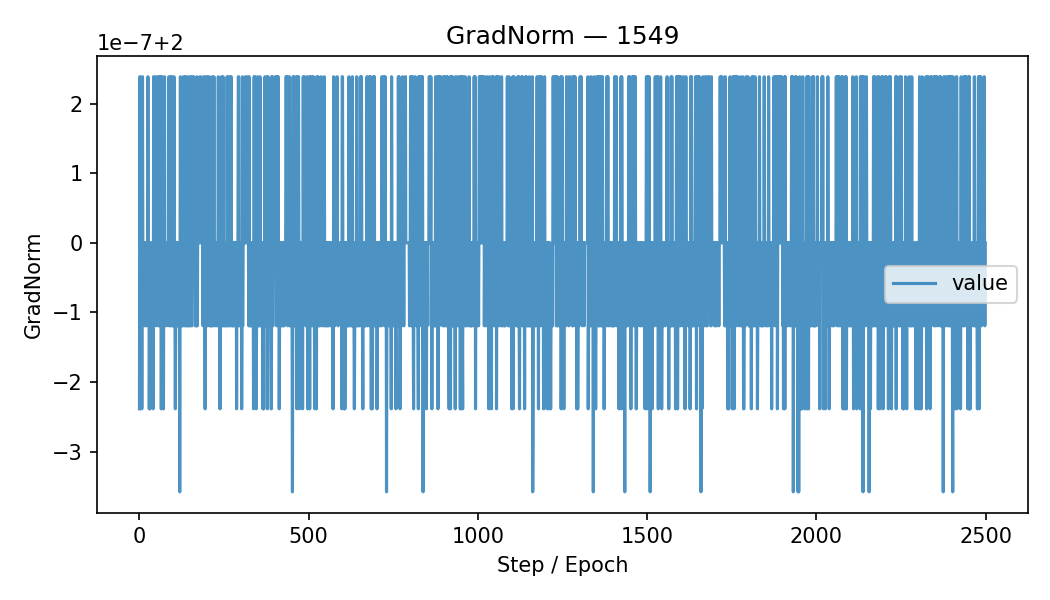 GradNorm — 1549
1e−7+2
2
1
0
−1
−2
−3
GradNorm
value
0
500
1000
1500
2000
2500
Step / Epoch